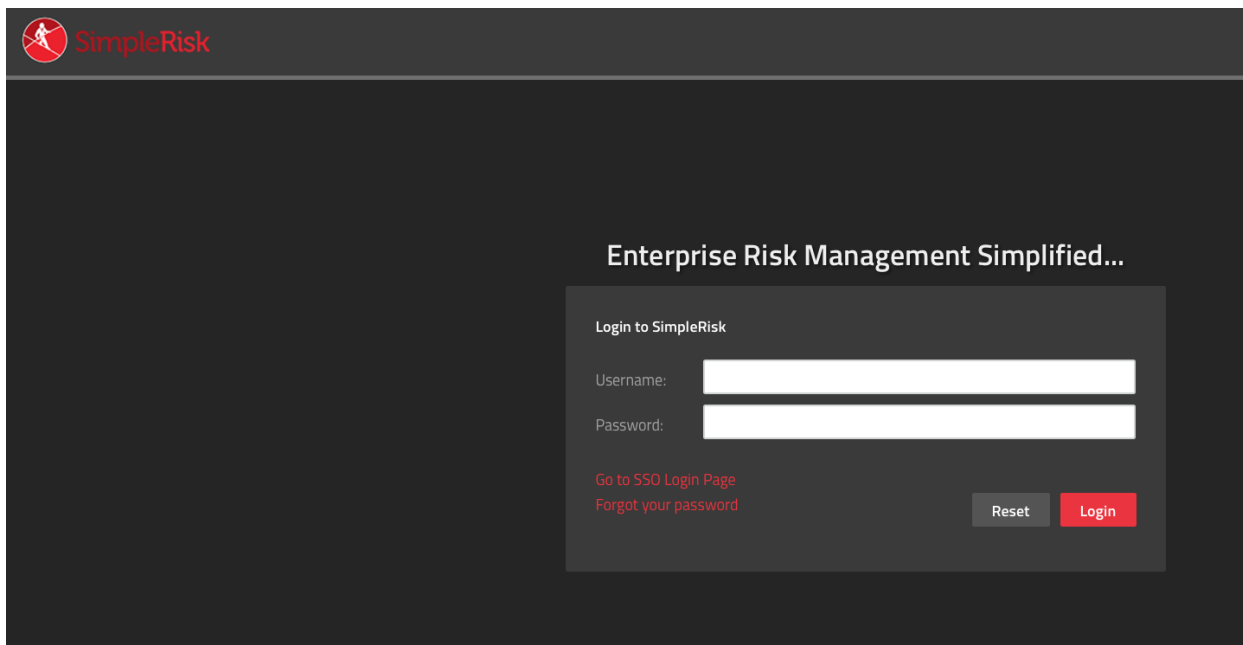 SimpleRisk
Enterprise Risk Management Simplified...
Login to SimpleRisk
Username:
Password:
Go to SSO Login Page
Forgot your password
Reset Login